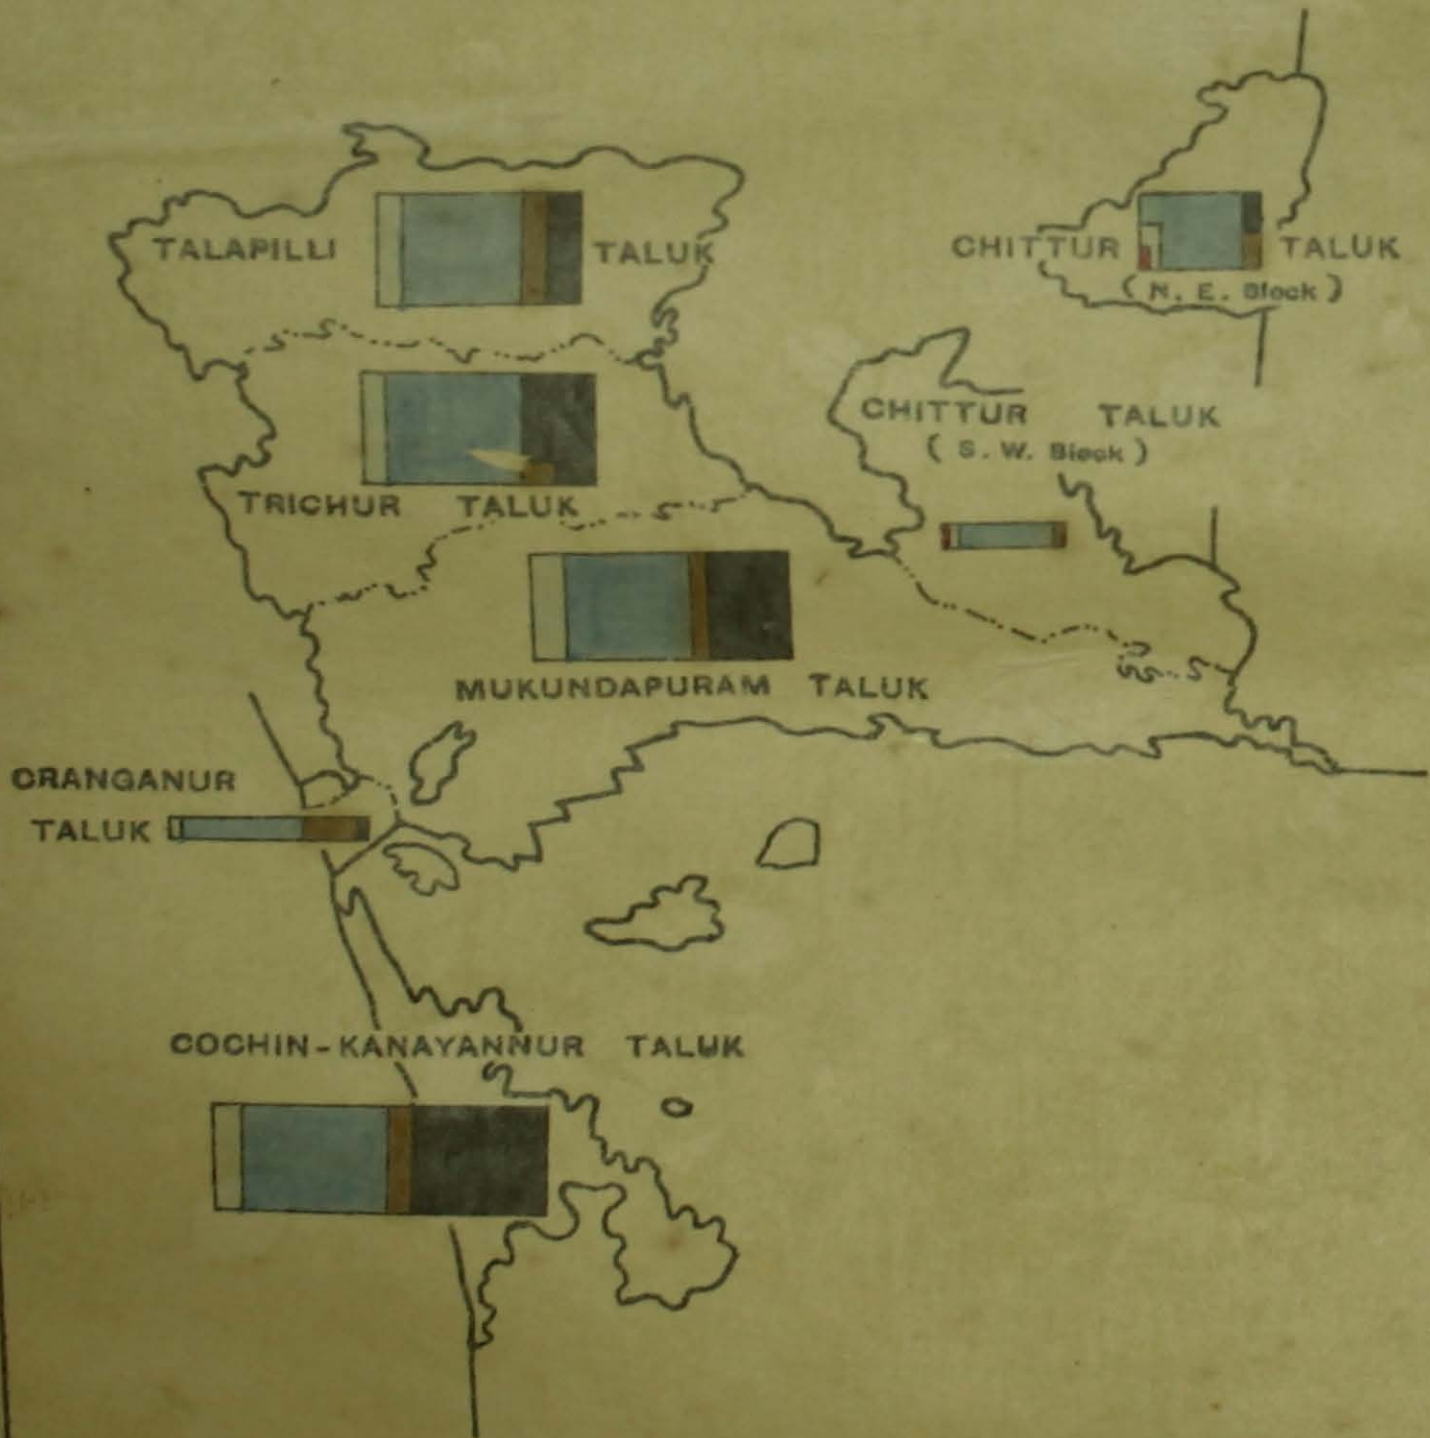 TALAPILLI TALUK
CHITTUR TALUK
( N. E. Block )
CHITTUR TALUK
( S. W. Block )
TRICHUR TALUK
MUKUNDAPURAM TALUK
CRANGANUR
TALUK
COCHIN-KANAYANNUR TALUK